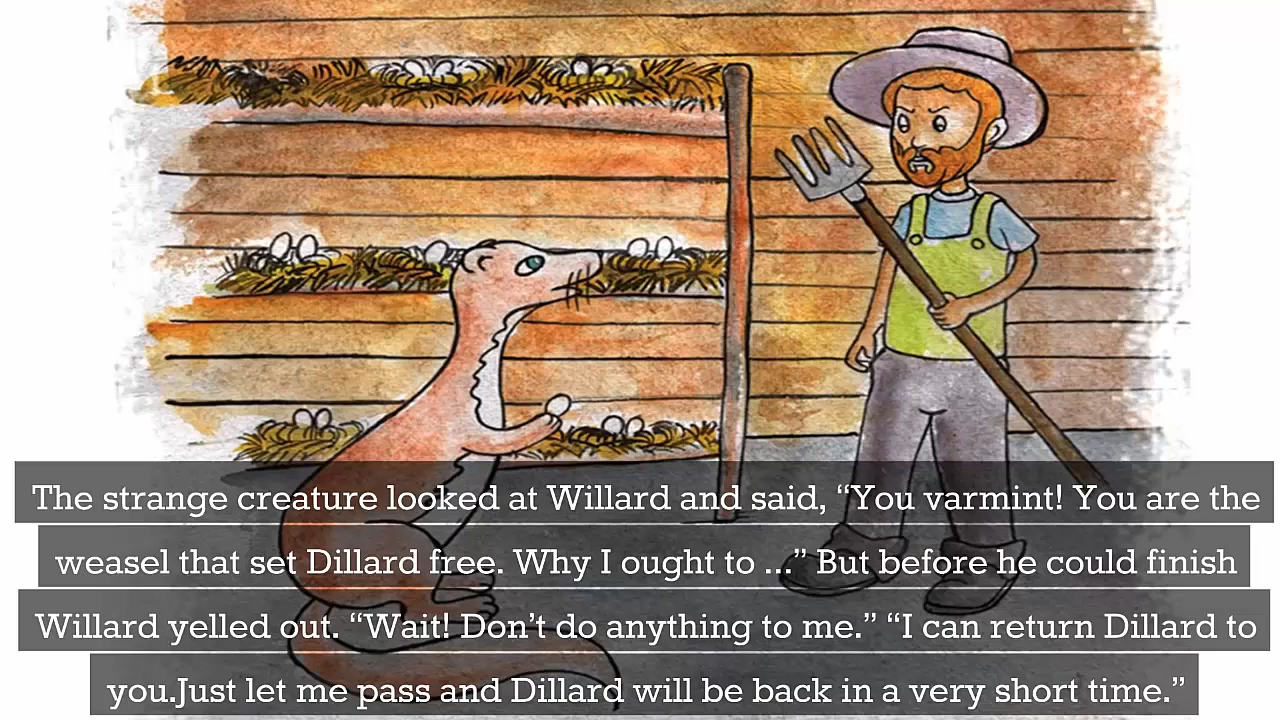 The strange creature looked at Willard and said, “You varmint! You are the
weasel that set Dillard free. Why I ought to ...” But before he could finish
Willard yelled out. “Wait! Don’t do anything to me.” “I can return Dillard to
you.Just let me pass and Dillard will be back in a very short time.”